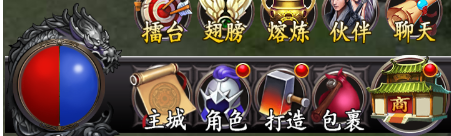 擂台 翅膀 熔炼 伙伴 聊天
主城 角色 打造 包裹 商